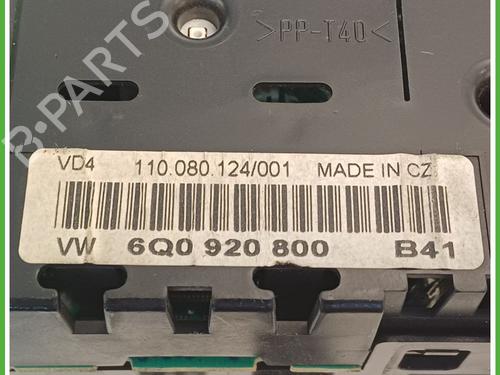 B-PARTS
>PP-T40<
VD4 110.080.124/001 MADE IN CZ
VW 6Q0 920 800 B41